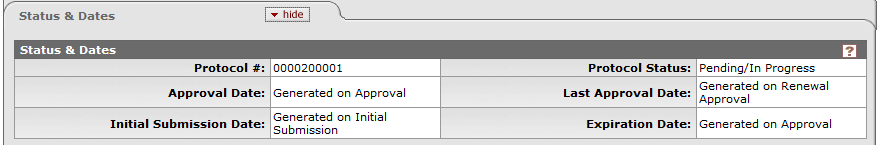 Status & Dates
hide
Status & Dates ?
Protocol #: 0000200001 Protocol Status: Pending/In Progress
Approval Date: Generated on Approval Last Approval Date: Generated on Renewal
Approval
Initial Submission Date: Generated on Initial
Submission Expiration Date: Generated on Approval